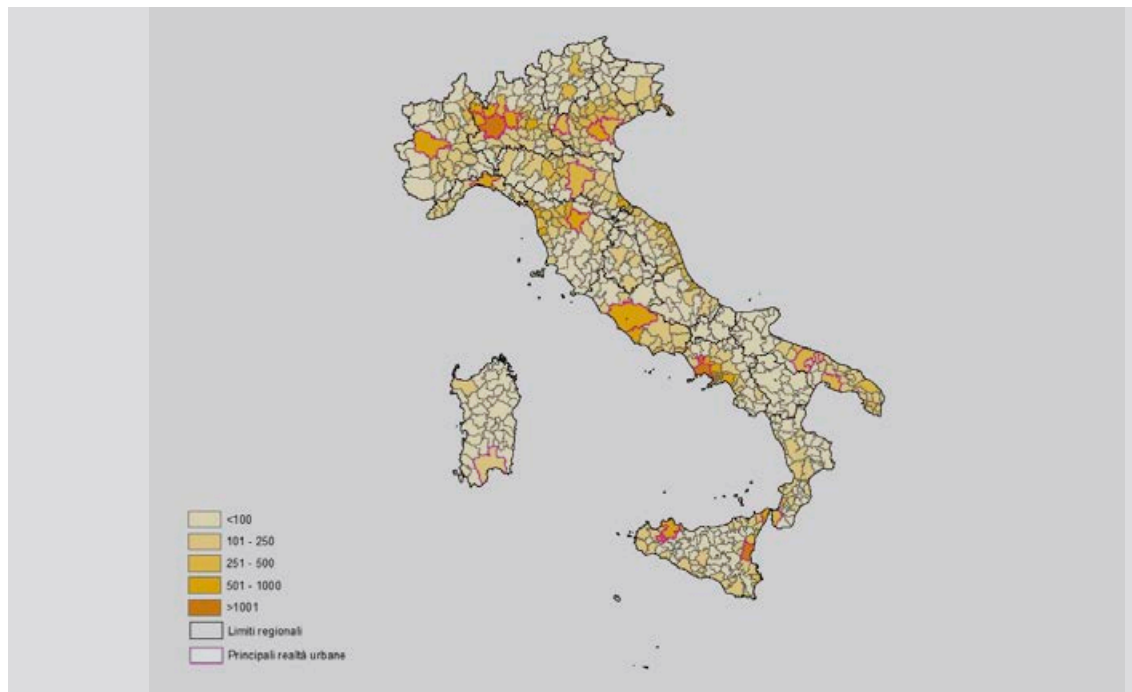 <100
101 - 250
251 - 500
501 - 1000
>1001
Limiti regionali
Principali realtà urbane